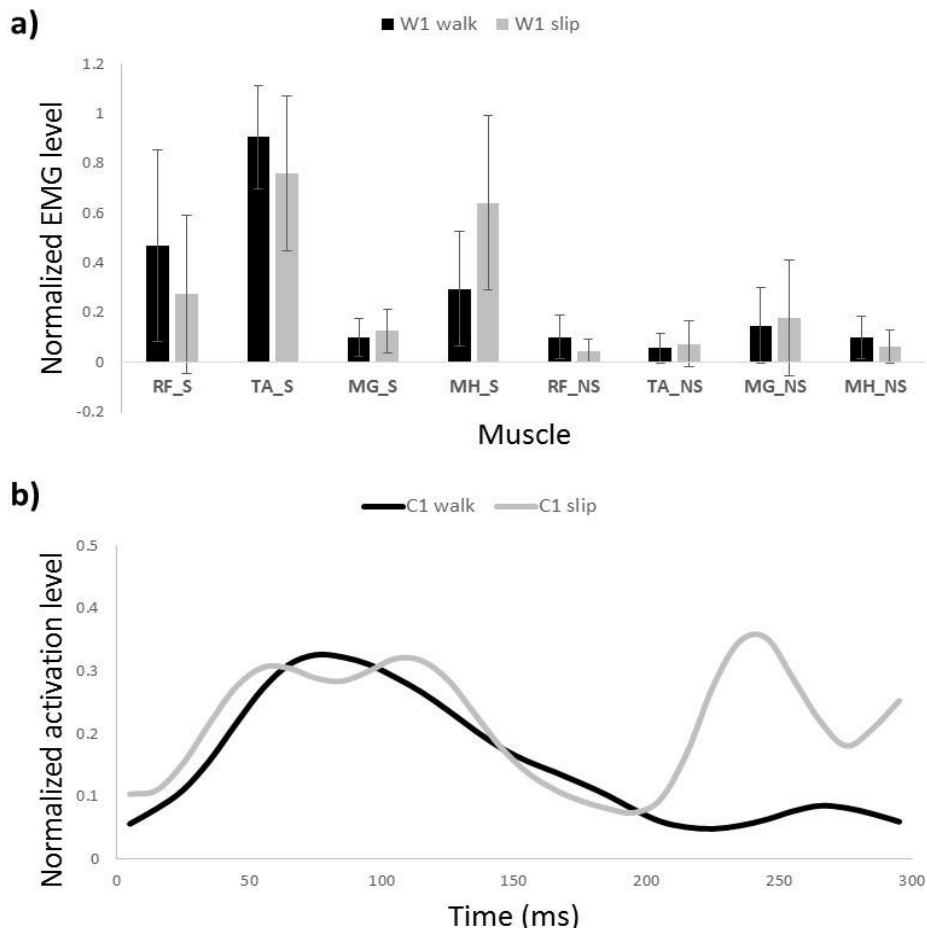 a)
W1 walk W1 slip
Normalized EMG level
1.2
1
0.8
0.6
0.4
0.2
0
-0.2
RF_S TA_S MG_S MH_S RF_NS TA_NS MG_NS MH_NS
Muscle
b)
C1 walk C1 slip
Normalized activation level
0.5
0.4
0.3
0.2
0.1
0
0 50 100 150 200 250 300
Time (ms)